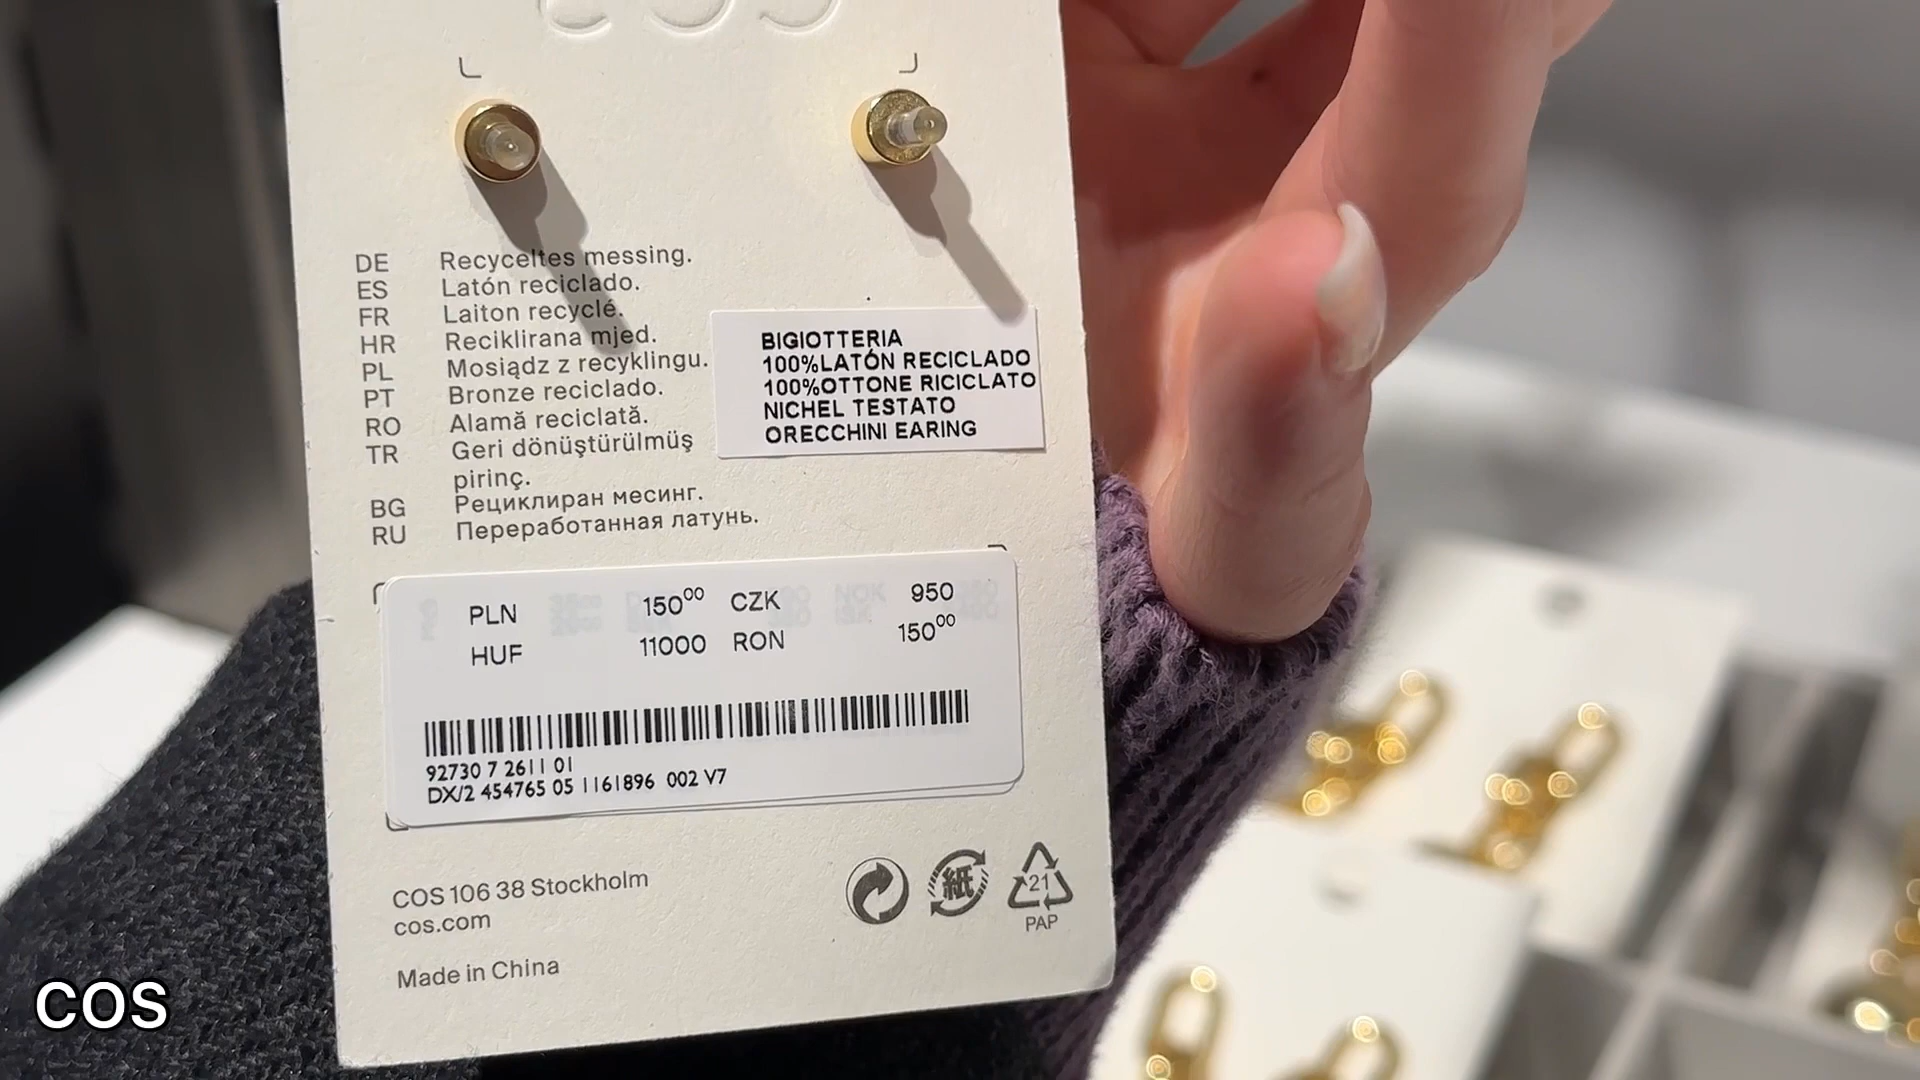 cos
DE Recyceltes messing.
ES Latón reciclado.
FR Laiton recyclé.
HR Reciklirana mjed.
PL Mosiądz z recyklingu.
PT Bronze reciclado.
RO Alamă reciclată.
TR Geri dönüştürülmüş
pirinç.
BG Рециклиран месинг.
RU Переработанная латунь.
BIGIOTTERIA
100%LATÓN RECICLADO
100%OTTONE RICICLATO
NICHEL TESTATO
ORECCHINI EARING
PLN 150⁰⁰ CZK 950
HUF 11000 RON 150⁰⁰
92730 7 2611 01
DX/2 454765 05 1161896 002 V7
COS 106 38 Stockholm
cos.com
Made in China
紙
21
PAP
COS